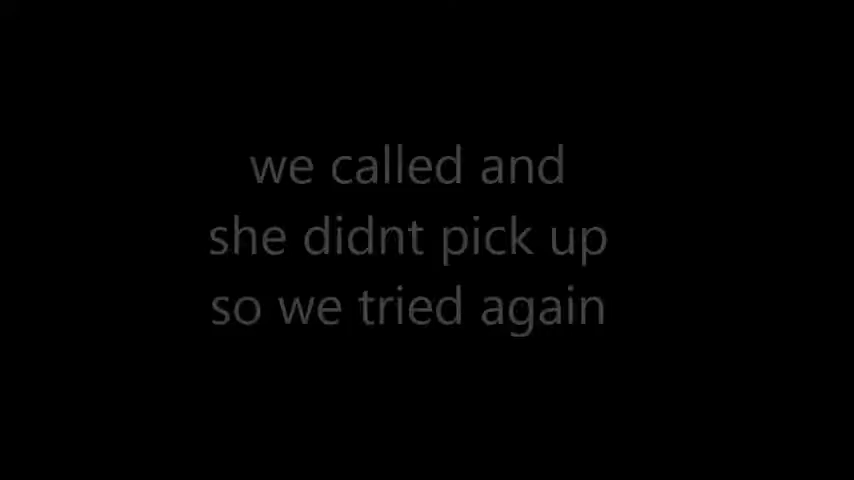 we called and
she didnt pick up
so we tried again